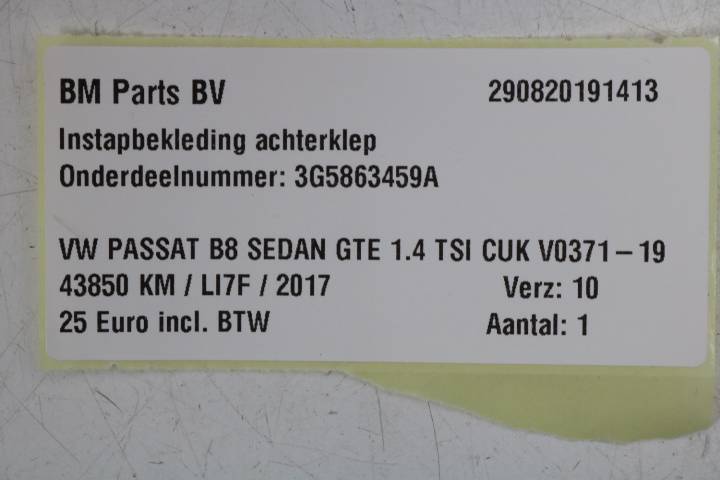 BM Parts BV 290820191413
Instapbekleding achterklep
Onderdeelnummer: 3G5863459A
VW PASSAT B8 SEDAN GTE 1.4 TSI CUK V0371-19
43850 KM / LI7F / 2017 Verz: 10
25 Euro incl. BTW Aantal: 1